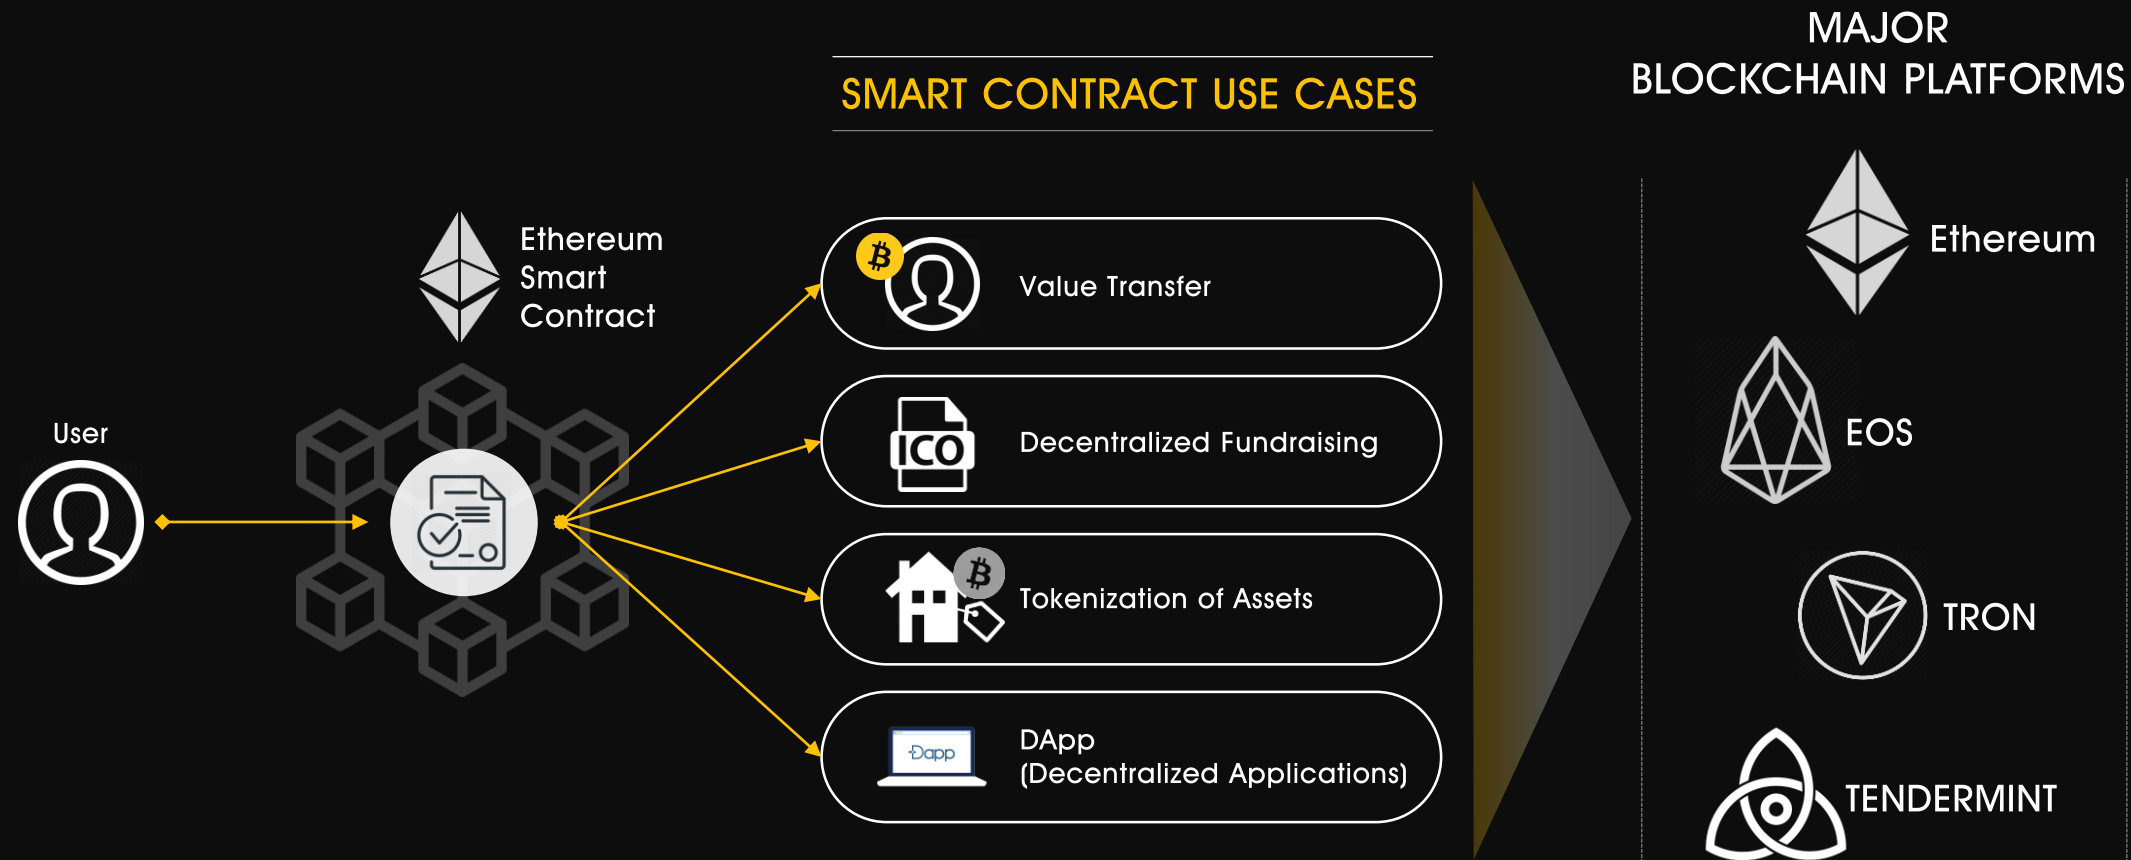 MAJOR
BLOCKCHAIN PLATFORMS
SMART CONTRACT USE CASES
Ethereum
Smart
Contract
User
Value Transfer
ICO
Decentralized Fundraising
Tokenization of Assets
Dapp
DApp
(Decentralized Applications)
Ethereum
EOS
TRON
TENDERMINT